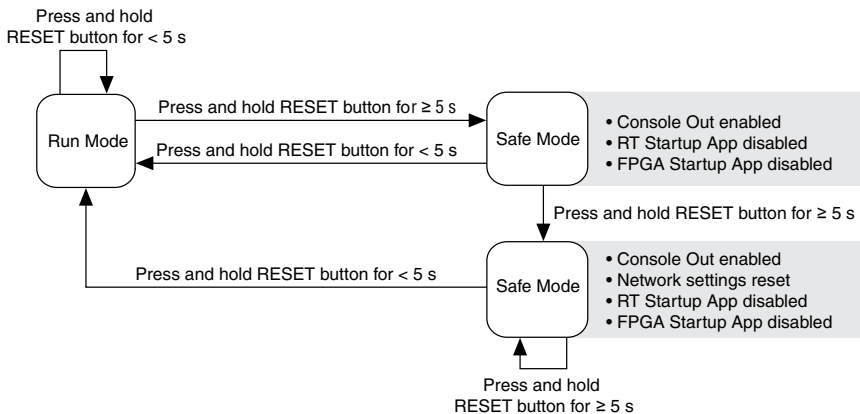 Press and hold
RESET button for < 5 s
Press and hold RESET button for ≥ 5 s
Run Mode
Safe Mode
Press and hold RESET button for < 5 s
• Console Out enabled
• RT Startup App disabled
• FPGA Startup App disabled
Press and hold RESET button for ≥ 5 s
Press and hold RESET button for < 5 s
Safe Mode
• Console Out enabled
• Network settings reset
• RT Startup App disabled
• FPGA Startup App disabled
Press and hold
RESET button for ≥ 5 s